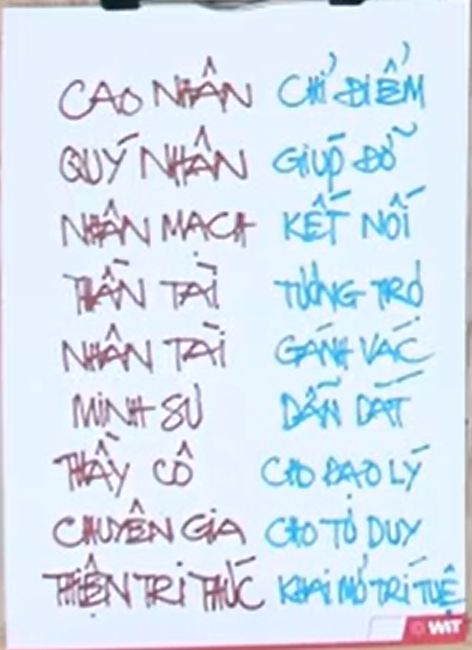 CAO NHÂN CHỈ ĐIỂM
QUÝ NHÂN GIÚP ĐỠ
NHÂN MẠCH KẾT NỐI
THẦN TÀI TƯƠNG TRỢ
NHÂN TÀI GÁNH VÁC
MINH SƯ DẪN DẮT
THẦY CÔ CHO ĐẠO LÝ
CHUYÊN GIA CHO TƯ DUY
THIỆN TRI THỨC KHAI MỞ TRÍ TUỆ
WIT